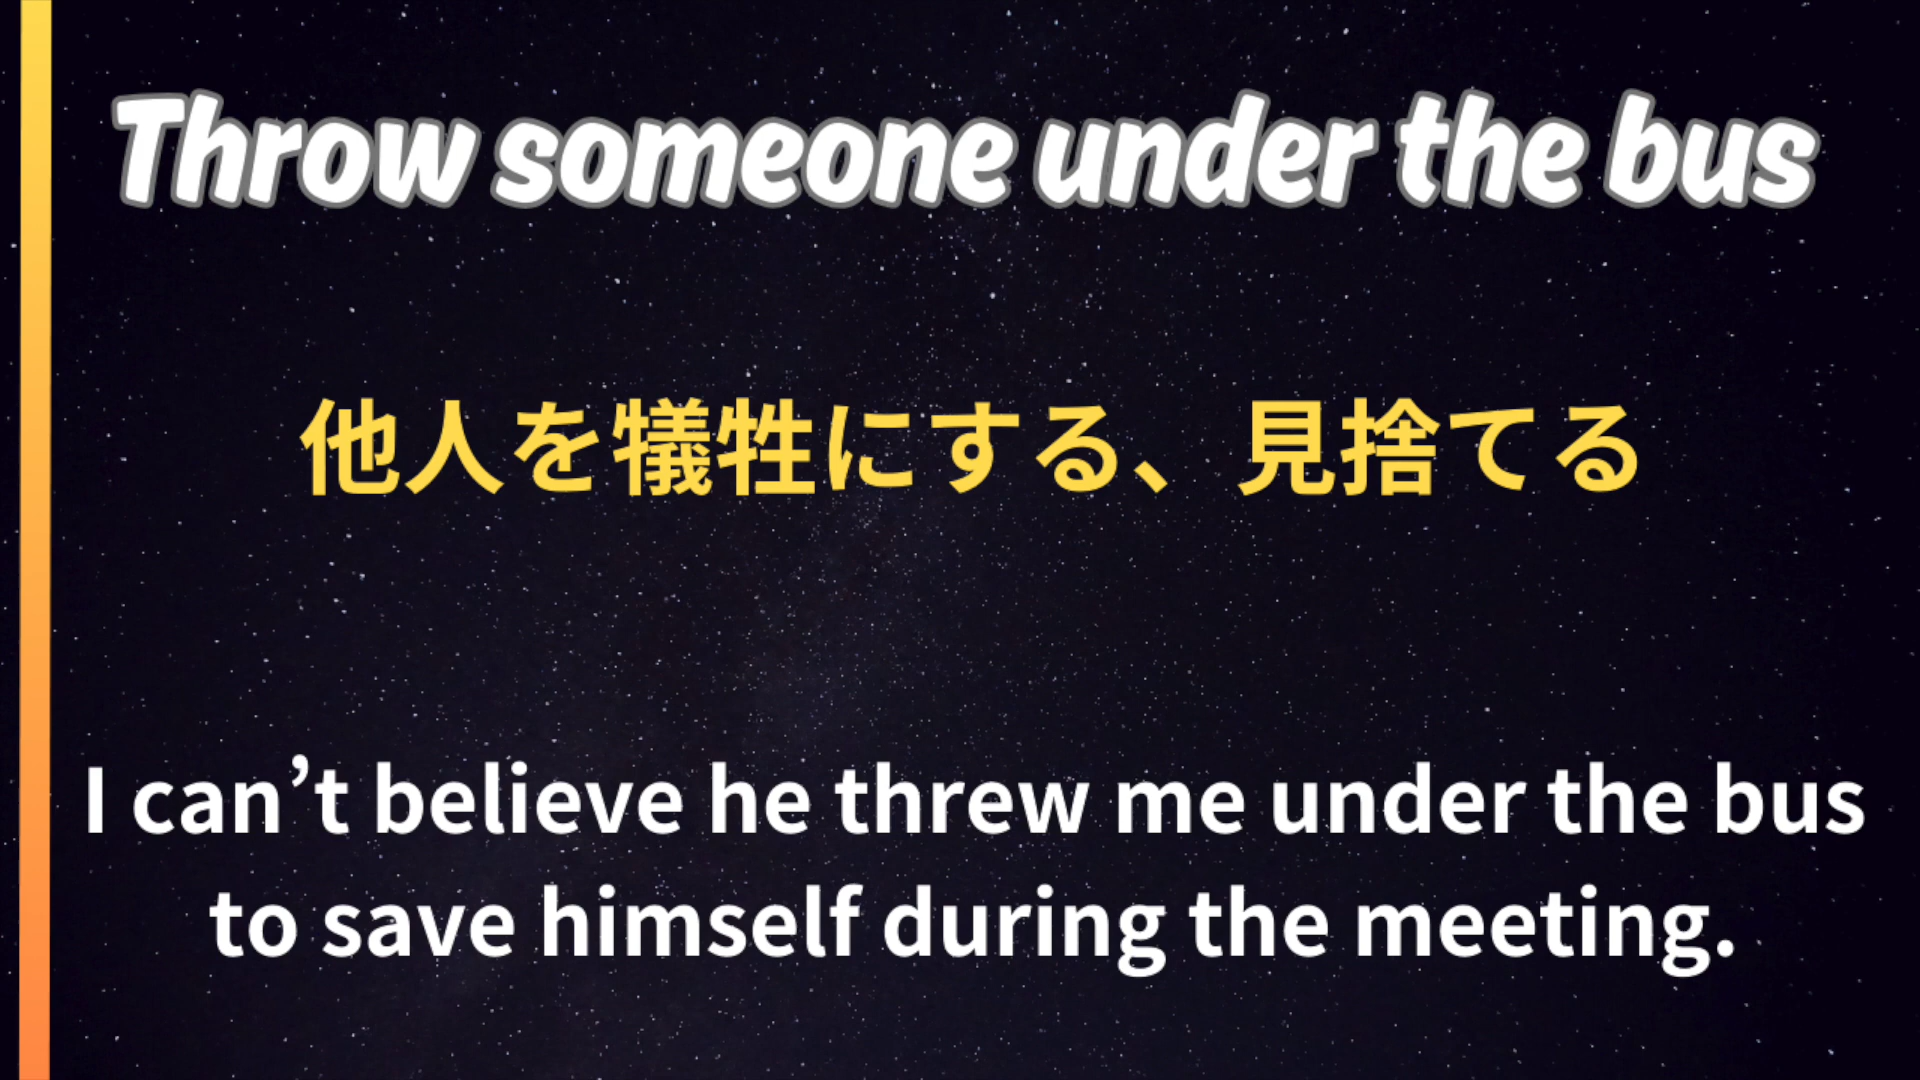 Throw someone under the bus
他人を犠牲にする、見捨てる
I can’t believe he threw me under the bus
to save himself during the meeting.